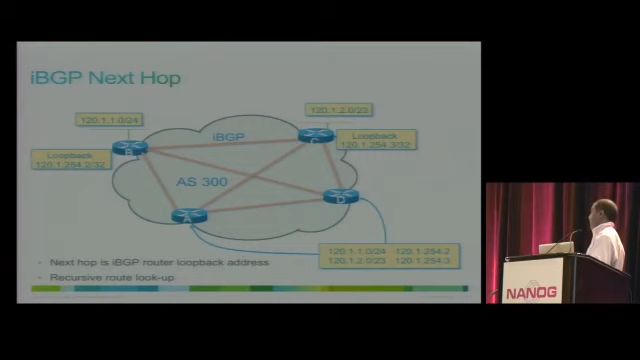 iBGP Next Hop
120.1.1.0/24
120.1.2.0/23
iBGP
B
C
Loopback
120.1.254.2/32
Loopback
120.1.254.3/32
AS 300
D
A
120.1.1.0/24 120.1.254.2
120.1.2.0/23 120.1.254.3
• Next hop is iBGP router loopback address
• Recursive route look-up
NANOG